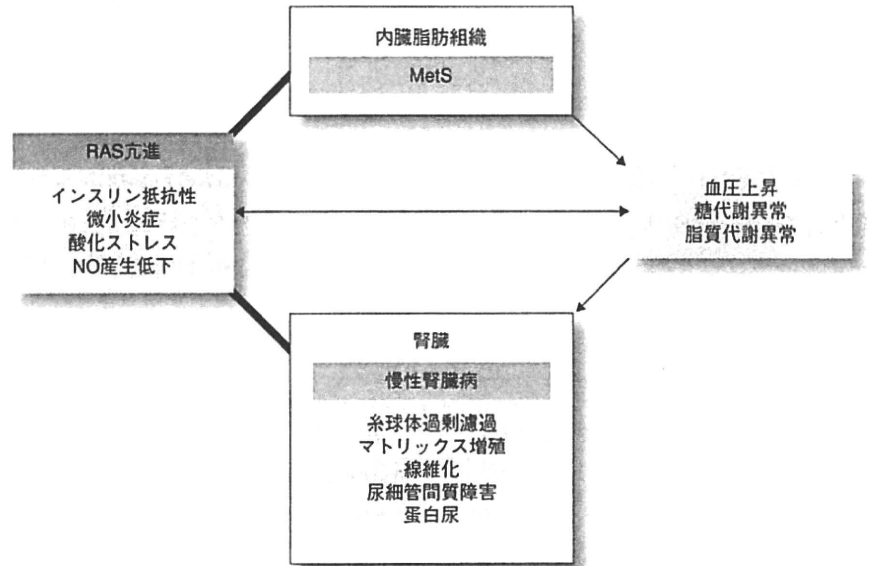 内臓脂肪組織
MetS
RAS亢進
インスリン抵抗性
微小炎症
酸化ストレス
NO産生低下
血圧上昇
糖代謝異常
脂質代謝異常
腎臓
慢性腎臓病
糸球体過剰濾過
マトリックス増殖
線維化
尿細管間質障害
蛋白尿